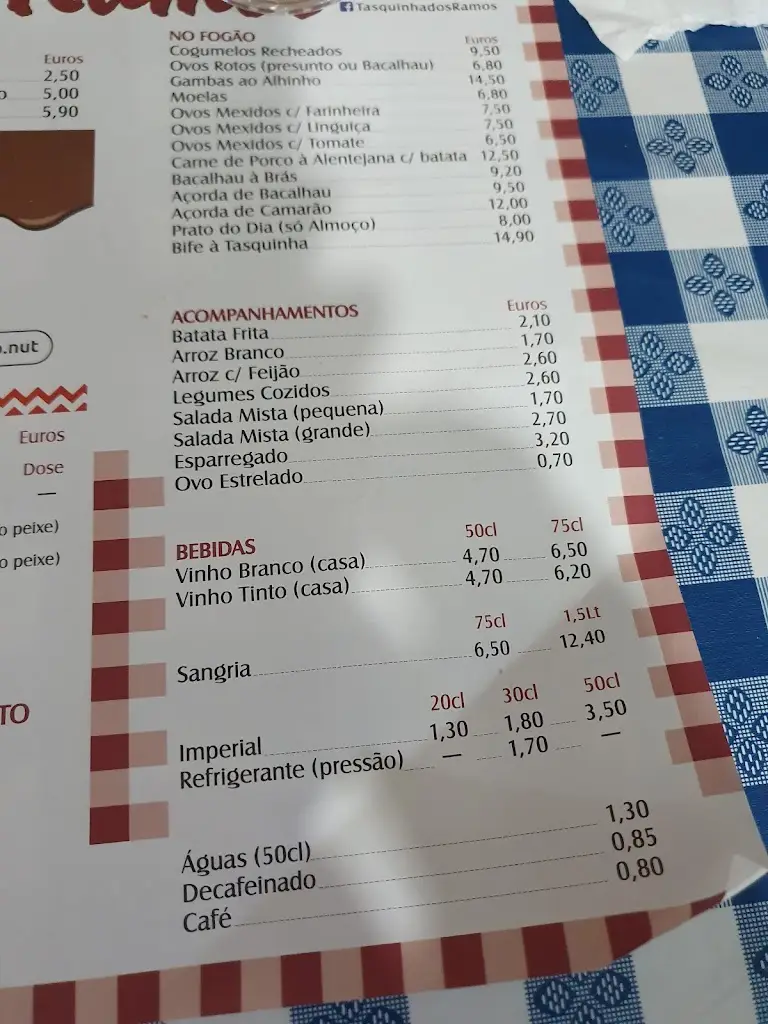 TasquinhadosRamos
Euros
2,50
5,00
5,90
.nut
Euros
Dose
—
o peixe)
o peixe)
TO
NO FOGÃO Euros
Cogumelos Recheados 9,50
Ovos Rotos (presunto ou Bacalhau) 6,80
Gambas ao Alhinho 14,50
Moelas 6,80
Ovos Mexidos c/ Farinheira 7,50
Ovos Mexidos c/ Linguiça 7,50
Ovos Mexidos c/ Tomate 6,50
Carne de Porco à Alentejana c/ batata 12,50
Bacalhau à Brás 9,20
Açorda de Bacalhau 9,50
Açorda de Camarão 12,00
Prato do Dia (só Almoço) 8,00
Bife à Tasquinha 14,90
ACOMPANHAMENTOS Euros
Batata Frita 2,10
Arroz Branco 1,70
Arroz c/ Feijão 2,60
Legumes Cozidos 2,60
Salada Mista (pequena) 1,70
Salada Mista (grande) 2,70
Esparregado 3,20
Ovo Estrelado 0,70
BEBIDAS 50cl 75cl
Vinho Branco (casa) 4,70 6,50
Vinho Tinto (casa) 4,70 6,20
75cl 1,5Lt
Sangria 6,50 12,40
20cl 30cl 50cl
Imperial 1,30 1,80 3,50
Refrigerante (pressão) — 1,70 —
Águas (50cl) 1,30
Decafeinado 0,85
Café 0,80